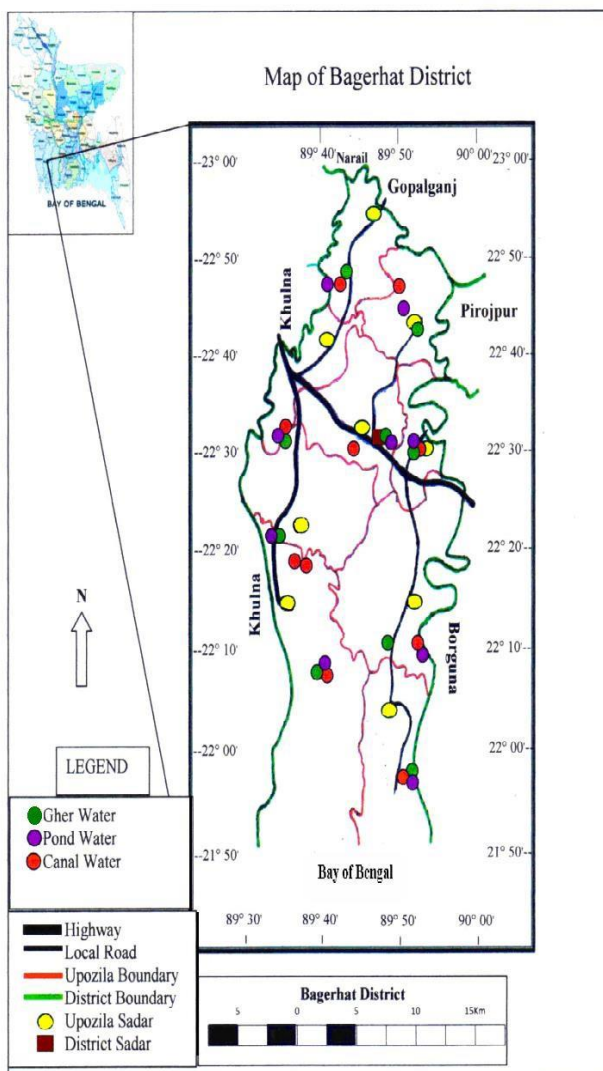 BAY OF BENGAL
Map of Bagerhat District
89° 40' 89° 50' 90° 00' 23° 00'
23° 00'
Narail
Gopalganj
22° 50' 22° 50'
Khulna
Pirojpur
22° 40' 22° 40'
22° 30' 22° 30'
22° 20' 22° 20'
N
Khulna
Borguna
22° 10' 22° 10'
22° 00' 22° 00'
LEGEND
Gher Water
Pond Water
Canal Water
21° 50' 21° 50'
Bay of Bengal
89° 30' 89° 40' 89° 50' 90° 00'
Highway
Local Road
Upozila Boundary
District Boundary
Upozila Sadar
District Sadar
Bagerhat District
5 0 5 10 15Km